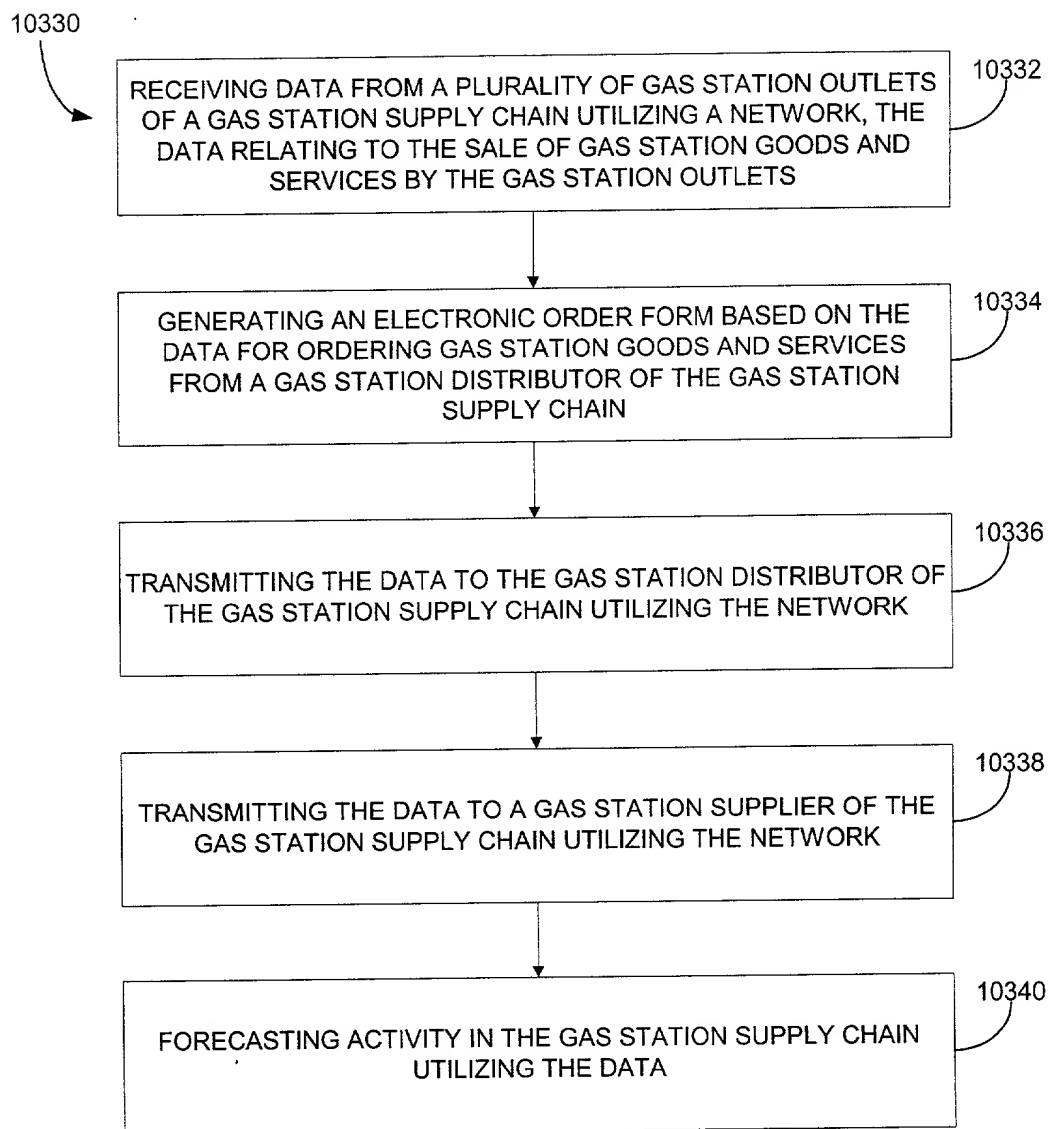 10330
RECEIVING DATA FROM A PLURALITY OF GAS STATION OUTLETS
OF A GAS STATION SUPPLY CHAIN UTILIZING A NETWORK, THE
DATA RELATING TO THE SALE OF GAS STATION GOODS AND
SERVICES BY THE GAS STATION OUTLETS
10332
GENERATING AN ELECTRONIC ORDER FORM BASED ON THE
DATA FOR ORDERING GAS STATION GOODS AND SERVICES
FROM A GAS STATION DISTRIBUTOR OF THE GAS STATION
SUPPLY CHAIN
10334
TRANSMITTING THE DATA TO THE GAS STATION DISTRIBUTOR OF
THE GAS STATION SUPPLY CHAIN UTILIZING THE NETWORK
10336
TRANSMITTING THE DATA TO A GAS STATION SUPPLIER OF THE
GAS STATION SUPPLY CHAIN UTILIZING THE NETWORK
10338
FORECASTING ACTIVITY IN THE GAS STATION SUPPLY CHAIN
UTILIZING THE DATA
10340